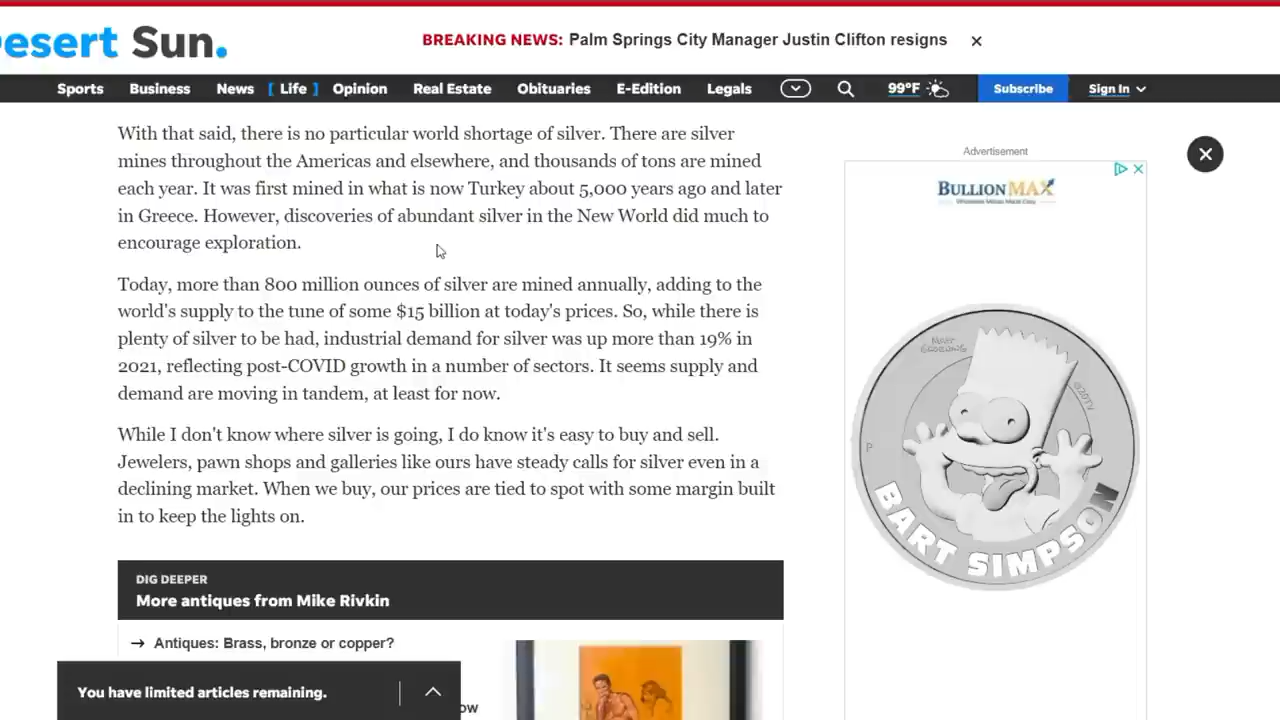 esert Sun.
BREAKING NEWS: Palm Springs City Manager Justin Clifton resigns
Sports Business News [ Life ] Opinion Real Estate Obituaries E-Edition Legals 99°F Subscribe Sign In
With that said, there is no particular world shortage of silver. There are silver
mines throughout the Americas and elsewhere, and thousands of tons are mined
each year. It was first mined in what is now Turkey about 5,000 years ago and later
in Greece. However, discoveries of abundant silver in the New World did much to
encourage exploration.
Today, more than 800 million ounces of silver are mined annually, adding to the
world's supply to the tune of some $15 billion at today's prices. So, while there is
plenty of silver to be had, industrial demand for silver was up more than 19% in
2021, reflecting post-COVID growth in a number of sectors. It seems supply and
demand are moving in tandem, at least for now.
While I don't know where silver is going, I do know it's easy to buy and sell.
Jewelers, pawn shops and galleries like ours have steady calls for silver even in a
declining market. When we buy, our prices are tied to spot with some margin built
in to keep the lights on.
DIG DEEPER
More antiques from Mike Rivkin
→ Antiques: Brass, bronze or copper?
ow
You have limited articles remaining.
Advertisement
BULLIONMAX
MATT
GROENING
P
BART SIMPSON